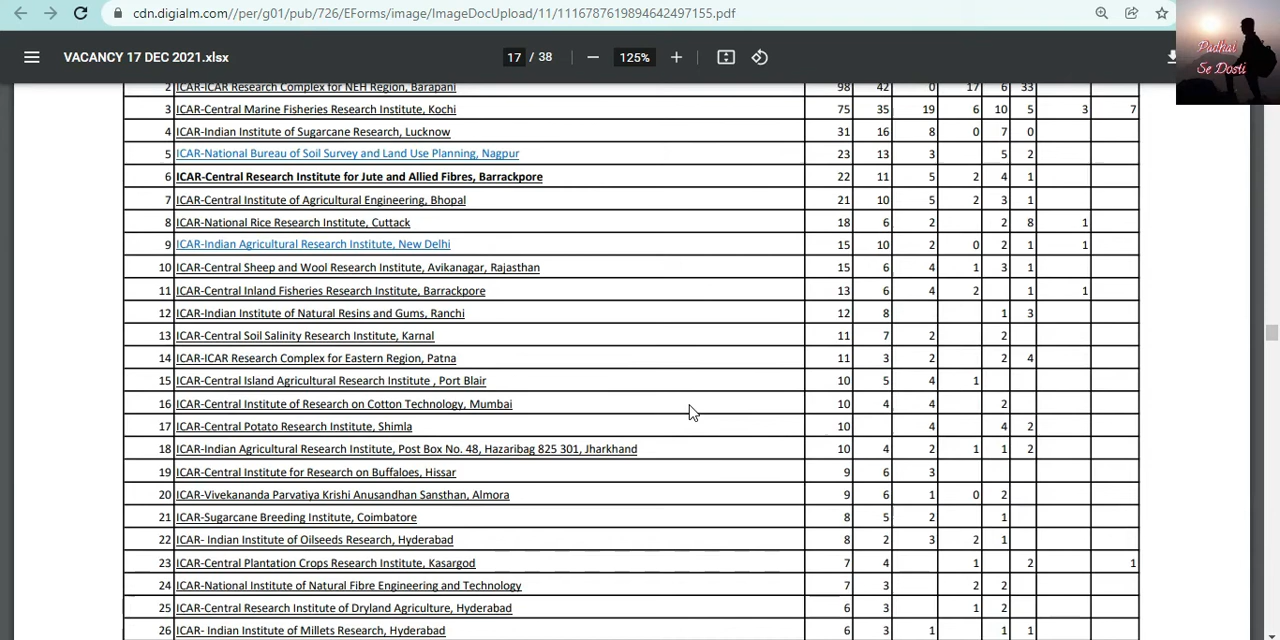 cdn.digialm.com//per/g01/pub/726/EForms/image/ImageDocUpload/11/1116787619894642497155.pdf
Padhai
Se Dosti
VACANCY 17 DEC 2021.xlsx 17 / 38 125%
2 ICAR-ICAR Research Complex for NEH Region, Barapani 98 42 0 17 6 33
3 ICAR-Central Marine Fisheries Research Institute, Kochi 75 35 19 6 10 5 3 7
4 ICAR-Indian Institute of Sugarcane Research, Lucknow 31 16 8 0 7 0
5 ICAR-National Bureau of Soil Survey and Land Use Planning, Nagpur 23 13 3 5 2
6 ICAR-Central Research Institute for Jute and Allied Fibres, Barrackpore 22 11 5 2 4 1
7 ICAR-Central Institute of Agricultural Engineering, Bhopal 21 10 5 2 3 1
8 ICAR-National Rice Research Institute, Cuttack 18 6 2 2 8 1
9 ICAR-Indian Agricultural Research Institute, New Delhi 15 10 2 0 2 1 1
10 ICAR-Central Sheep and Wool Research Institute, Avikanagar, Rajasthan 15 6 4 1 3 1
11 ICAR-Central Inland Fisheries Research Institute, Barrackpore 13 6 4 2 1 1
12 ICAR-Indian Institute of Natural Resins and Gums, Ranchi 12 8 1 3
13 ICAR-Central Soil Salinity Research Institute, Karnal 11 7 2 2
14 ICAR-ICAR Research Complex for Eastern Region, Patna 11 3 2 2 4
15 ICAR-Central Island Agricultural Research Institute , Port Blair 10 5 4 1
16 ICAR-Central Institute of Research on Cotton Technology, Mumbai 10 4 4 2
17 ICAR-Central Potato Research Institute, Shimla 10 4 4 2
18 ICAR-Indian Agricultural Research Institute, Post Box No. 48, Hazaribag 825 301, Jharkhand 10 4 2 1 1 2
19 ICAR-Central Institute for Research on Buffaloes, Hissar 9 6 3
20 ICAR-Vivekananda Parvatiya Krishi Anusandhan Sansthan, Almora 9 6 1 0 2
21 ICAR-Sugarcane Breeding Institute, Coimbatore 8 5 2 1
22 ICAR- Indian Institute of Oilseeds Research, Hyderabad 8 2 3 2 1
23 ICAR-Central Plantation Crops Research Institute, Kasargod 7 4 1 2 1
24 ICAR-National Institute of Natural Fibre Engineering and Technology 7 3 2 2
25 ICAR-Central Research Institute of Dryland Agriculture, Hyderabad 6 3 1 2
26 ICAR- Indian Institute of Millets Research, Hyderabad 6 3 1 1 1